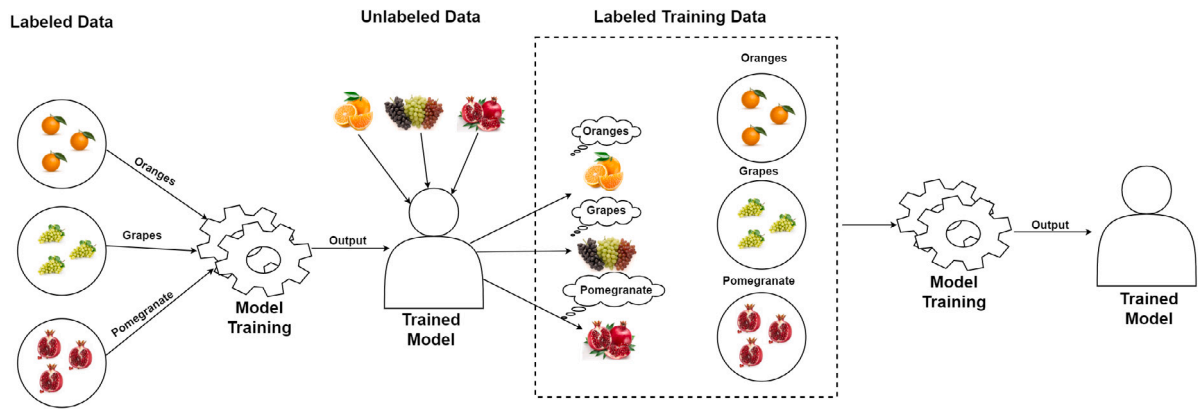 Labeled Data
Unlabeled Data
Labeled Training Data
Oranges
Grapes
Pomegranate
Model
Training
Output
Trained
Model
Oranges
Grapes
Pomegranate
Oranges
Grapes
Pomegranate
Model
Training
Output
Trained
Model